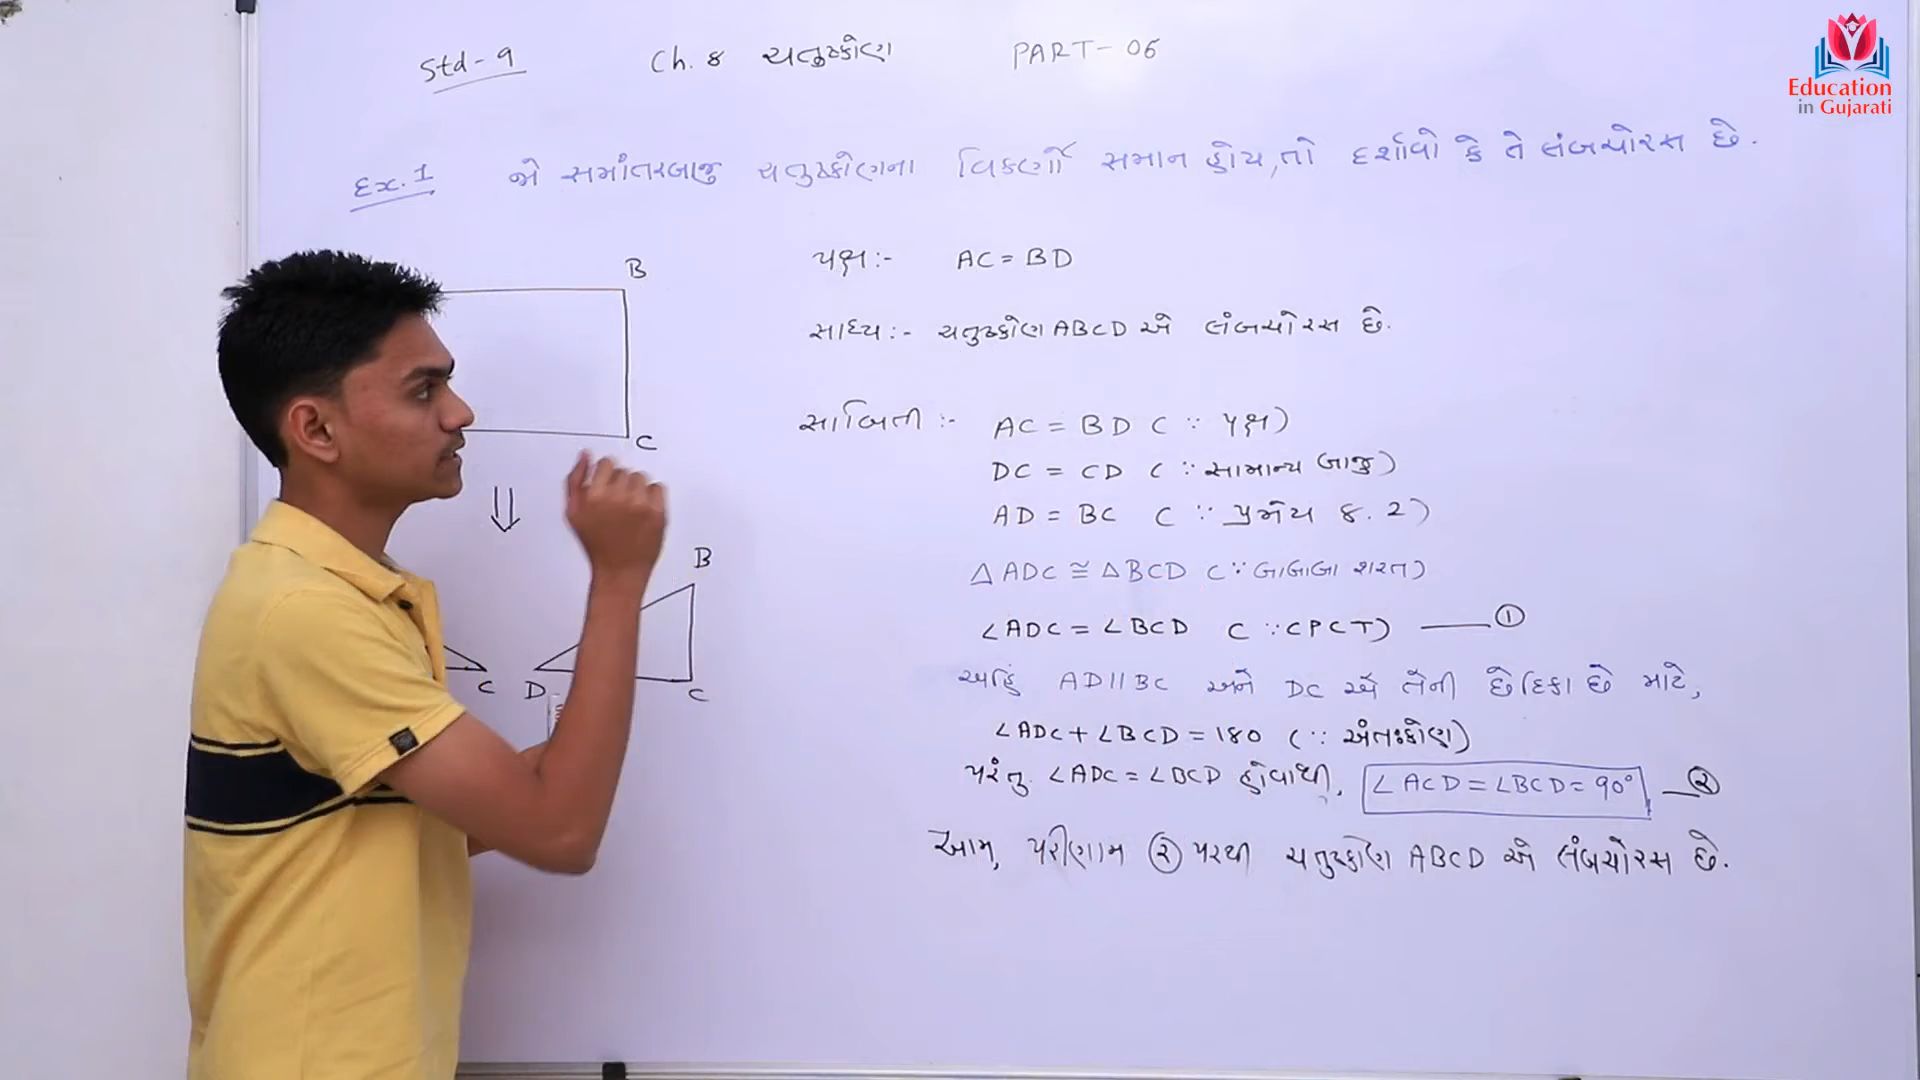 Std-9 Ch. 8 ચતુષ્કોણ PART-06
Education
in Gujarati
Ex.1 જો સમાંતરબાજુ ચતુષ્કોણના વિકર્ણો સમાન હોય, તો દર્શાવો કે તે લંબચોરસ છે.
પક્ષ :- AC = BD
સાધ્ય :- ચતુષ્કોણ ABCD એ લંબચોરસ છે.
સાબિતી :- AC = BD (∵ પક્ષ)
DC = CD (∵ સામાન્ય બાજુ)
AD = BC (∵ પ્રમેય 8.2)
△ADC ≅ △BCD (∵ બાબાબા શરત)
∠ADC = ∠BCD (∵ CPCT) —— ①
અહિં AD||BC અને DC એ તેની છેદિકા છે માટે,
∠ADC + ∠BCD = 180 (∵ અંતઃકોણ)
પરંતુ ∠ADC = ∠BCD હોવાથી, ∠ACD = ∠BCD = 90° — ②
આમ, પરીણામ ② પરથી ચતુષ્કોણ ABCD એ લંબચોરસ છે.
B
C
B
C D C